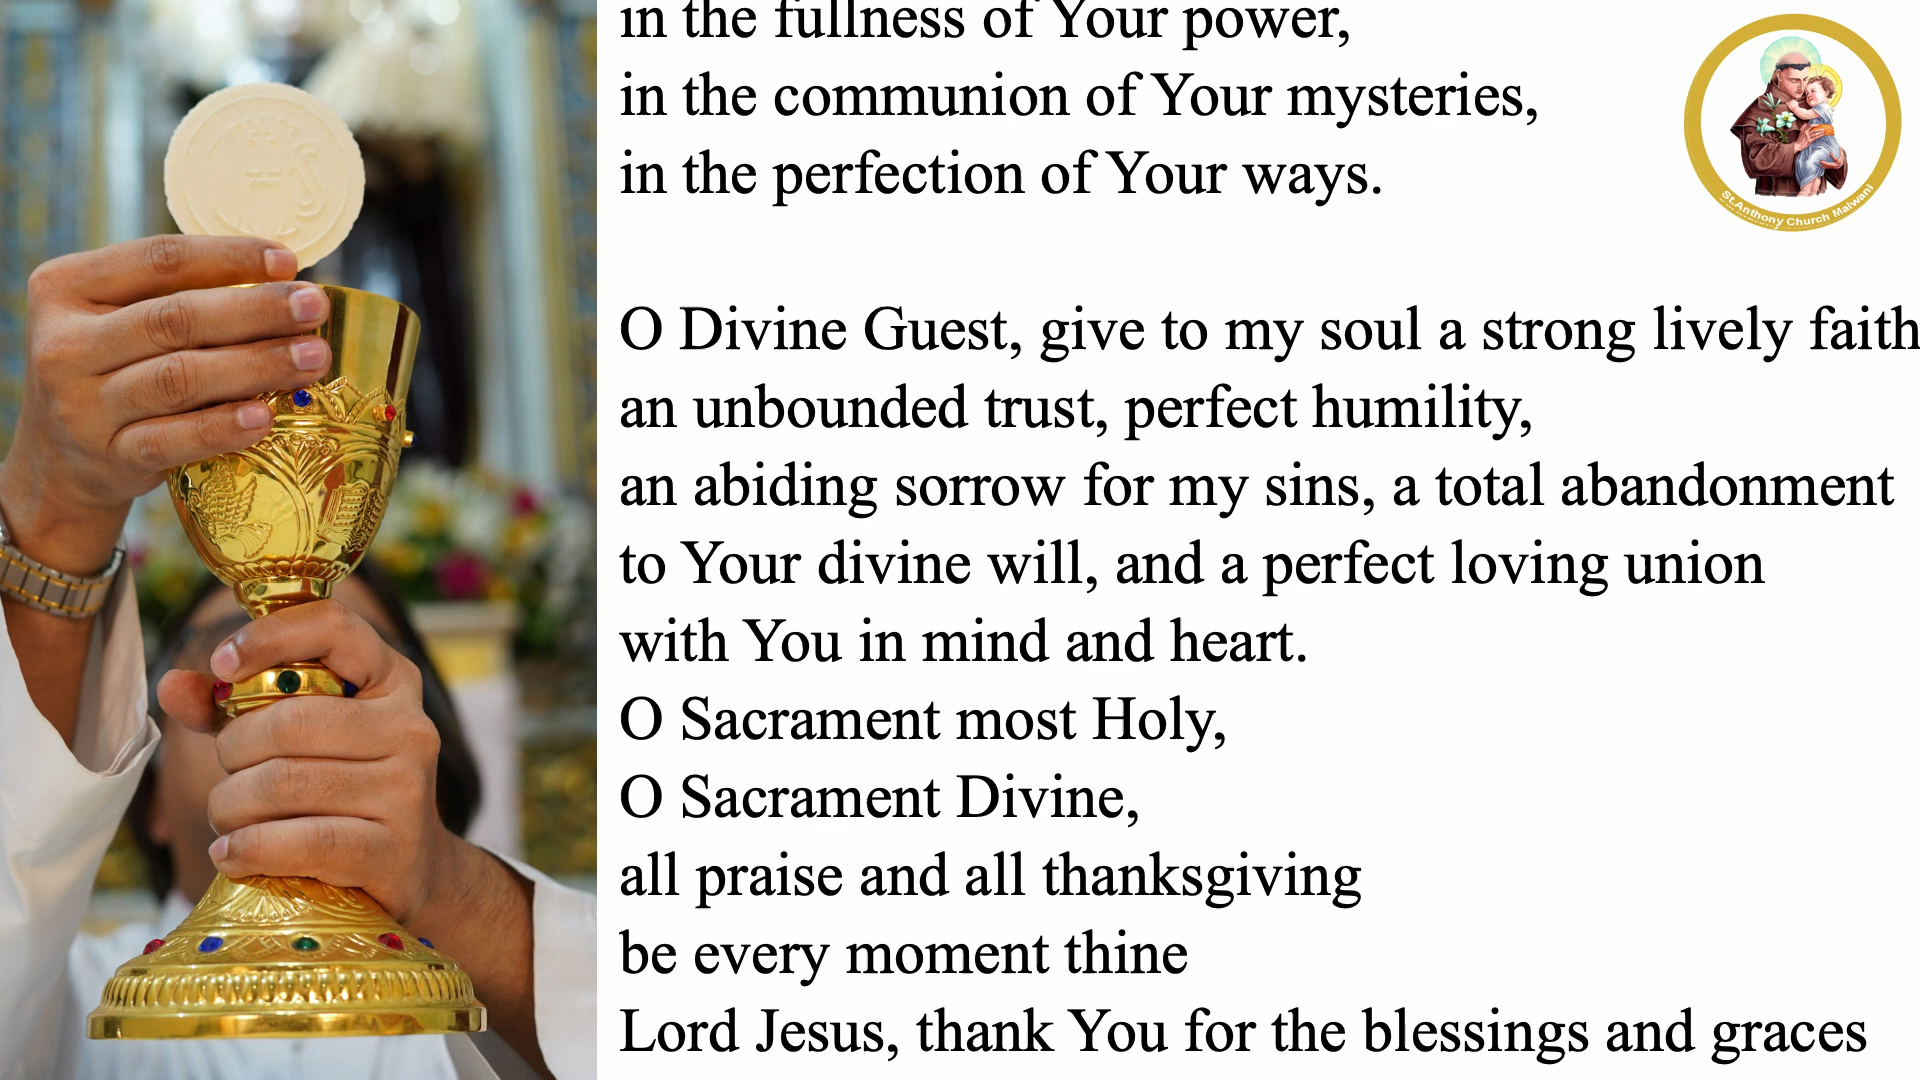 in the fullness of Your power,
in the communion of Your mysteries,
in the perfection of Your ways.
O Divine Guest, give to my soul a strong lively faith
an unbounded trust, perfect humility,
an abiding sorrow for my sins, a total abandonment
to Your divine will, and a perfect loving union
with You in mind and heart.
O Sacrament most Holy,
O Sacrament Divine,
all praise and all thanksgiving
be every moment thine
Lord Jesus, thank You for the blessings and graces
St.Anthony Church Malwani